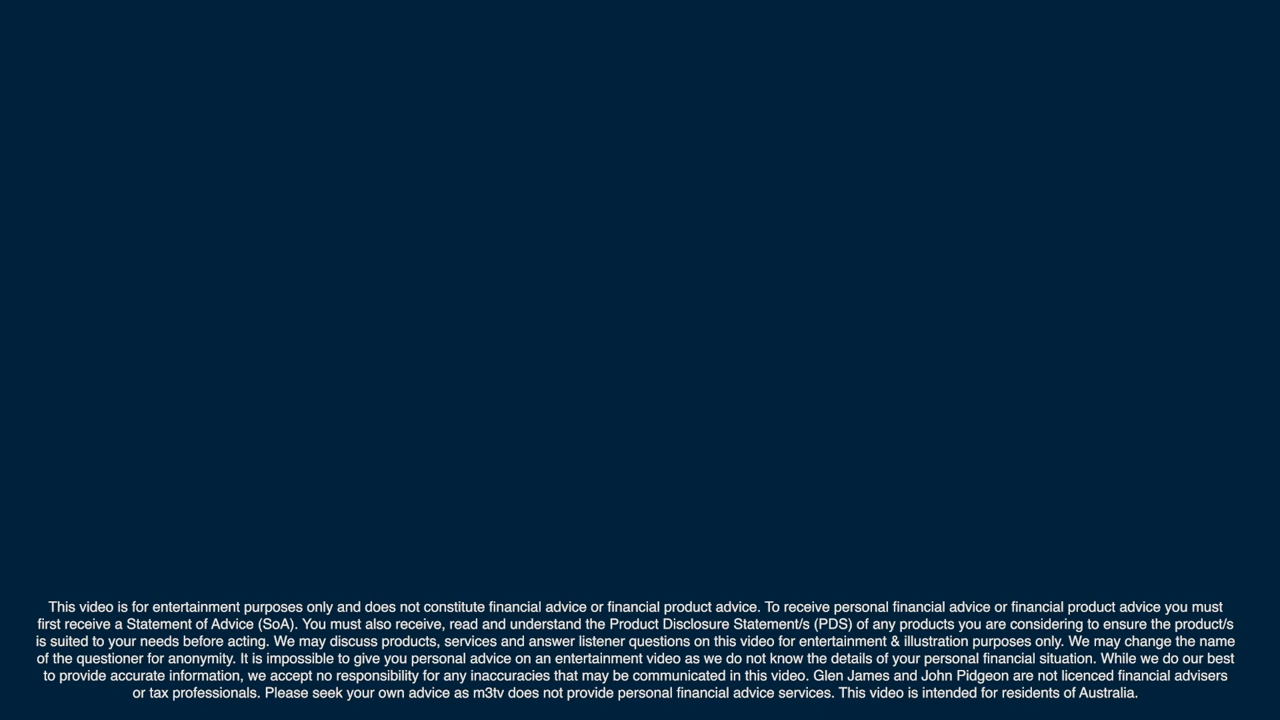 This video is for entertainment purposes only and does not constitute financial advice or financial product advice. To receive personal financial advice or financial product advice you must
first receive a Statement of Advice (SoA). You must also receive, read and understand the Product Disclosure Statement/s (PDS) of any products you are considering to ensure the product/s
is suited to your needs before acting. We may discuss products, services and answer listener questions on this video for entertainment & illustration purposes only. We may change the name
of the questioner for anonymity. It is impossible to give you personal advice on an entertainment video as we do not know the details of your personal financial situation. While we do our best
to provide accurate information, we accept no responsibility for any inaccuracies that may be communicated in this video. Glen James and John Pidgeon are not licenced financial advisers
or tax professionals. Please seek your own advice as m3tv does not provide personal financial advice services. This video is intended for residents of Australia.